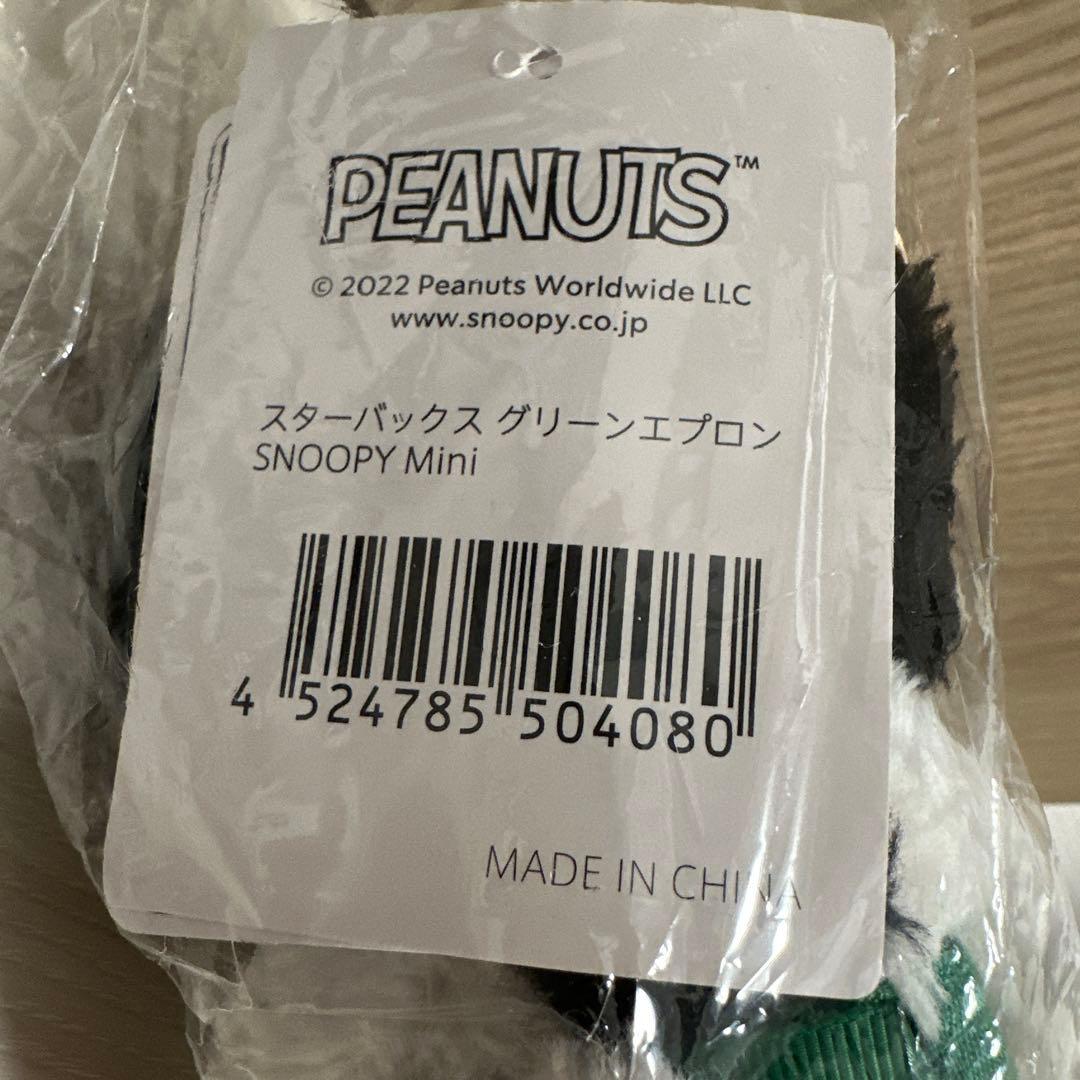 PEANUTS™
© 2022 Peanuts Worldwide LLC
www.snoopy.co.jp
スターバックス グリーンエプロン
SNOOPY Mini
4 524785 504080
MADE IN CHINA